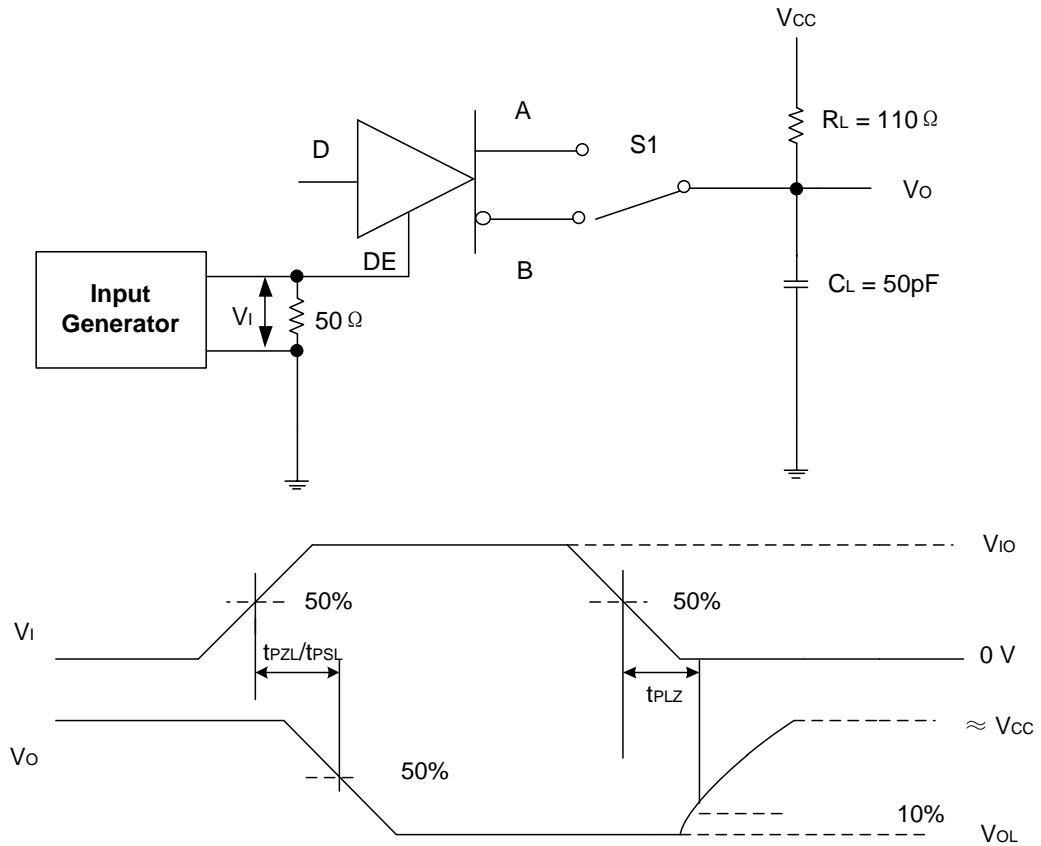 VCC
A
RL = 110 Ω
D
S1
VO
DE
B
Input
Generator
VI
50 Ω
CL = 50pF
VIO
50%
50%
VI
tPZL/tPSL
0 V
tPLZ
≈ VCC
VO
50%
10%
VOL